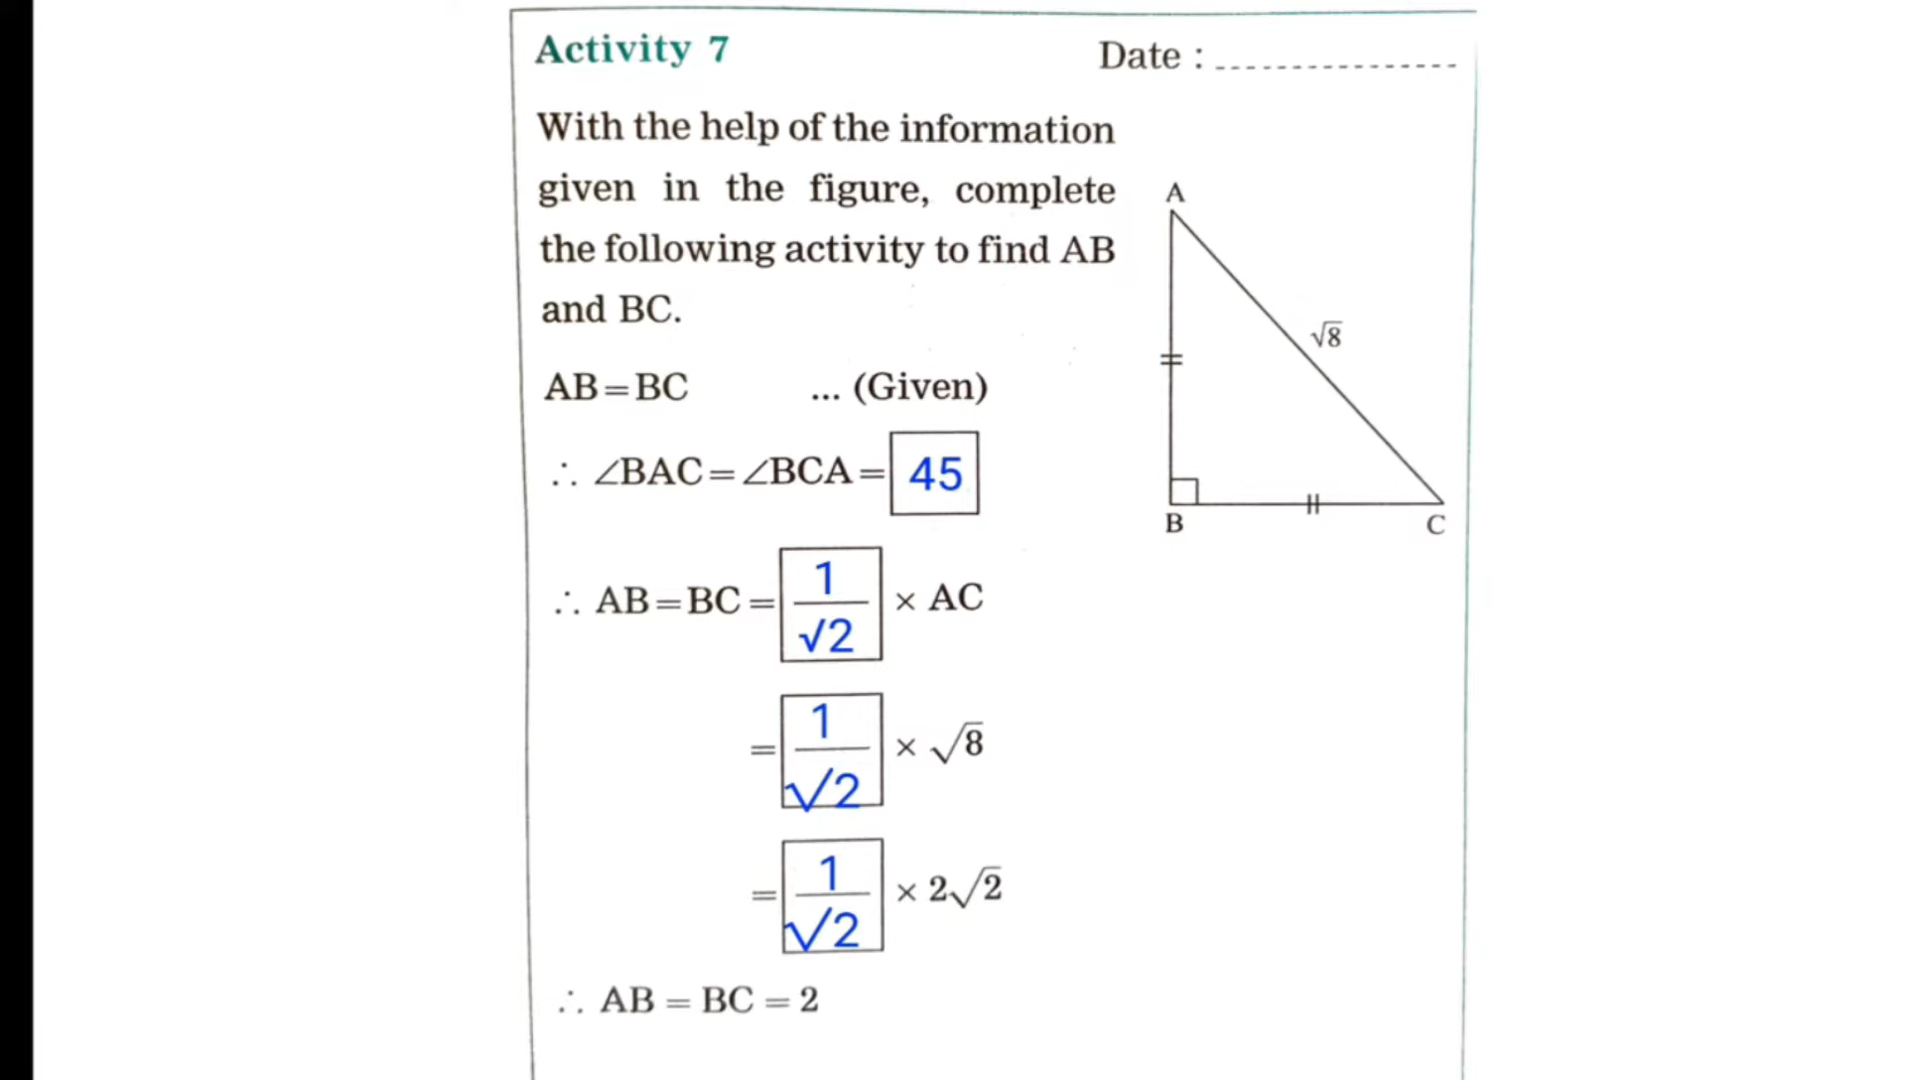 Activity 7
Date : ................
With the help of the information
given in the figure, complete
the following activity to find AB
and BC.
AB = BC ... (Given)
∴ ∠BAC = ∠BCA = 45
∴ AB = BC = 1/√2 × AC
= 1/√2 × √8
= 1/√2 × 2√2
∴ AB = BC = 2
A
√8
B
C